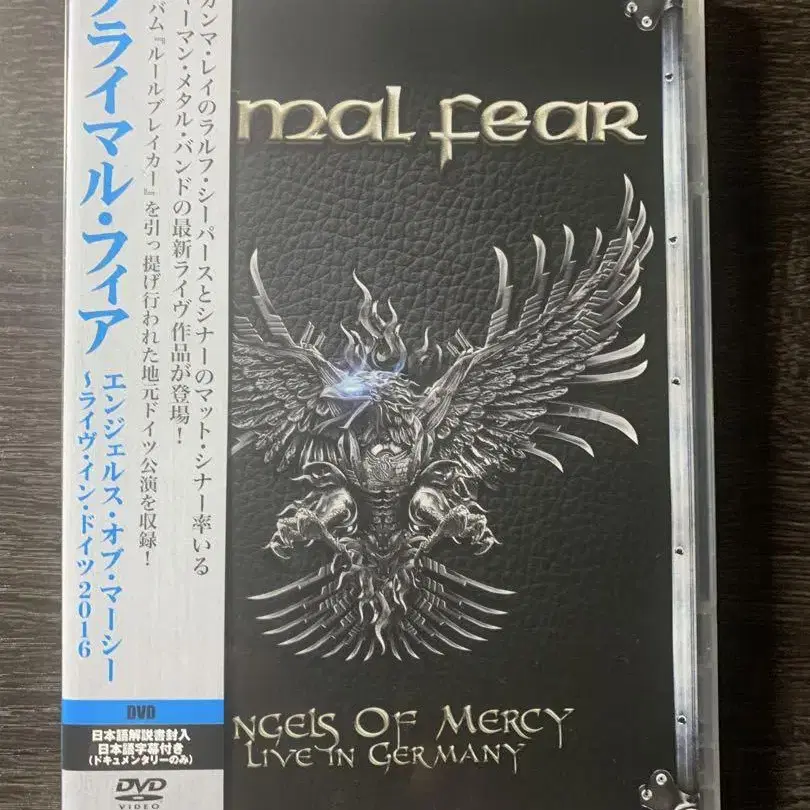 ライマル・フィア
エンジェルス・オブ・マーシー
~ライヴ・イン・ドイツ 2016
ガンマ・レイのラルフ・シーパースとシナーのマット・シナー率いる
ャーマン・メタル・バンドの最新ライヴ作品が登場!
バム『ルールブレイカー』を引っ提げ行われた地元ドイツ公演を収録!
mal Fear
ngels Of Mercy
Live in Germany
DVD
日本語解説書封入
日本語字幕付き
(ドキュメンタリーのみ)
DVD
VIDEO